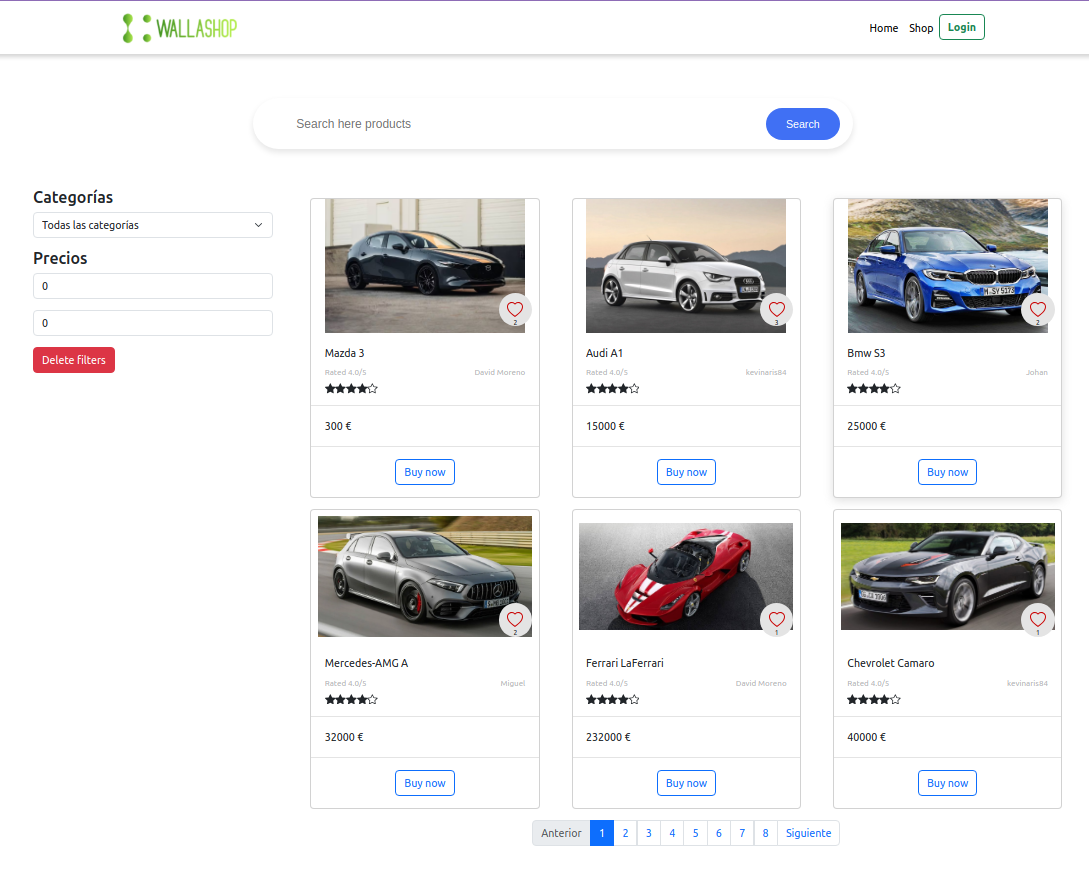 WALLASHOP
Home Shop Login
Search here products Search
Categorías
Todas las categorías
Precios
0
0
Delete filters
2
Mazda 3
Rated 4.0/5 David Moreno
300 €
Buy now
3
Audi A1
Rated 4.0/5 kevinaris84
15000 €
Buy now
M·SV 5173
2
Bmw S3
Rated 4.0/5 Johan
25000 €
Buy now
2
Mercedes-AMG A
Rated 4.0/5 Miguel
32000 €
Buy now
1
Ferrari LaFerrari
Rated 4.0/5 David Moreno
232000 €
Buy now
1
Chevrolet Camaro
Rated 4.0/5 kevinaris84
40000 €
Buy now
Anterior 1 2 3 4 5 6 7 8 Siguiente